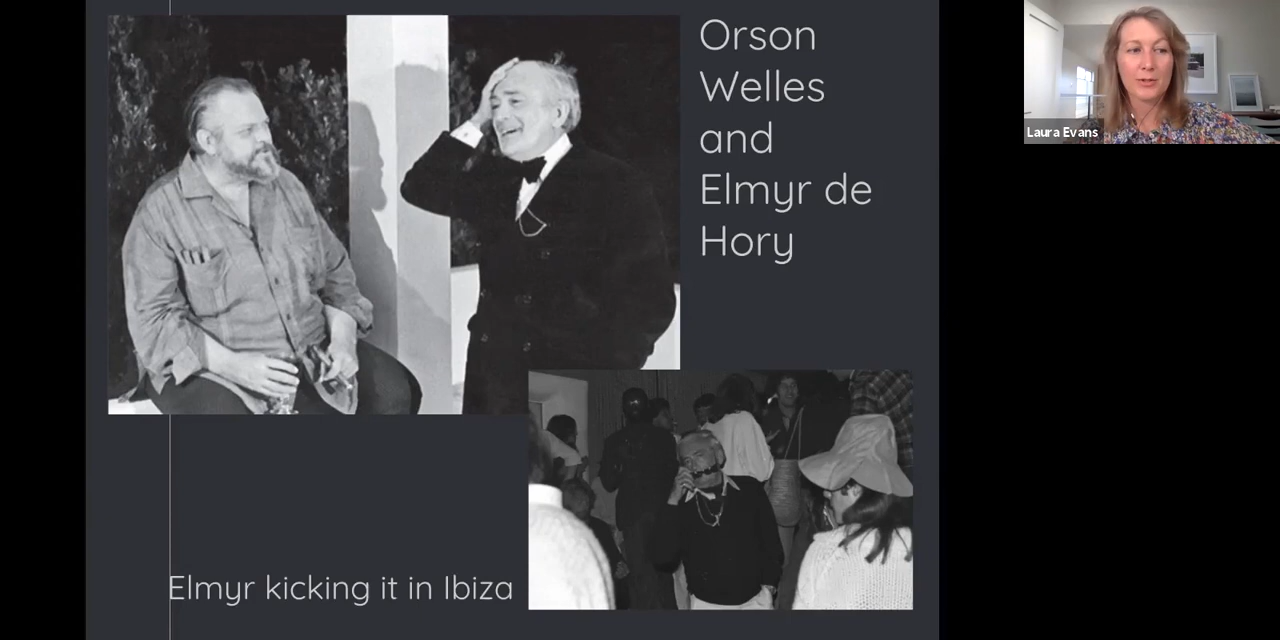 Orson
Welles
and
Elmyr de
Hory
Laura Evans
Elmyr kicking it in Ibiza